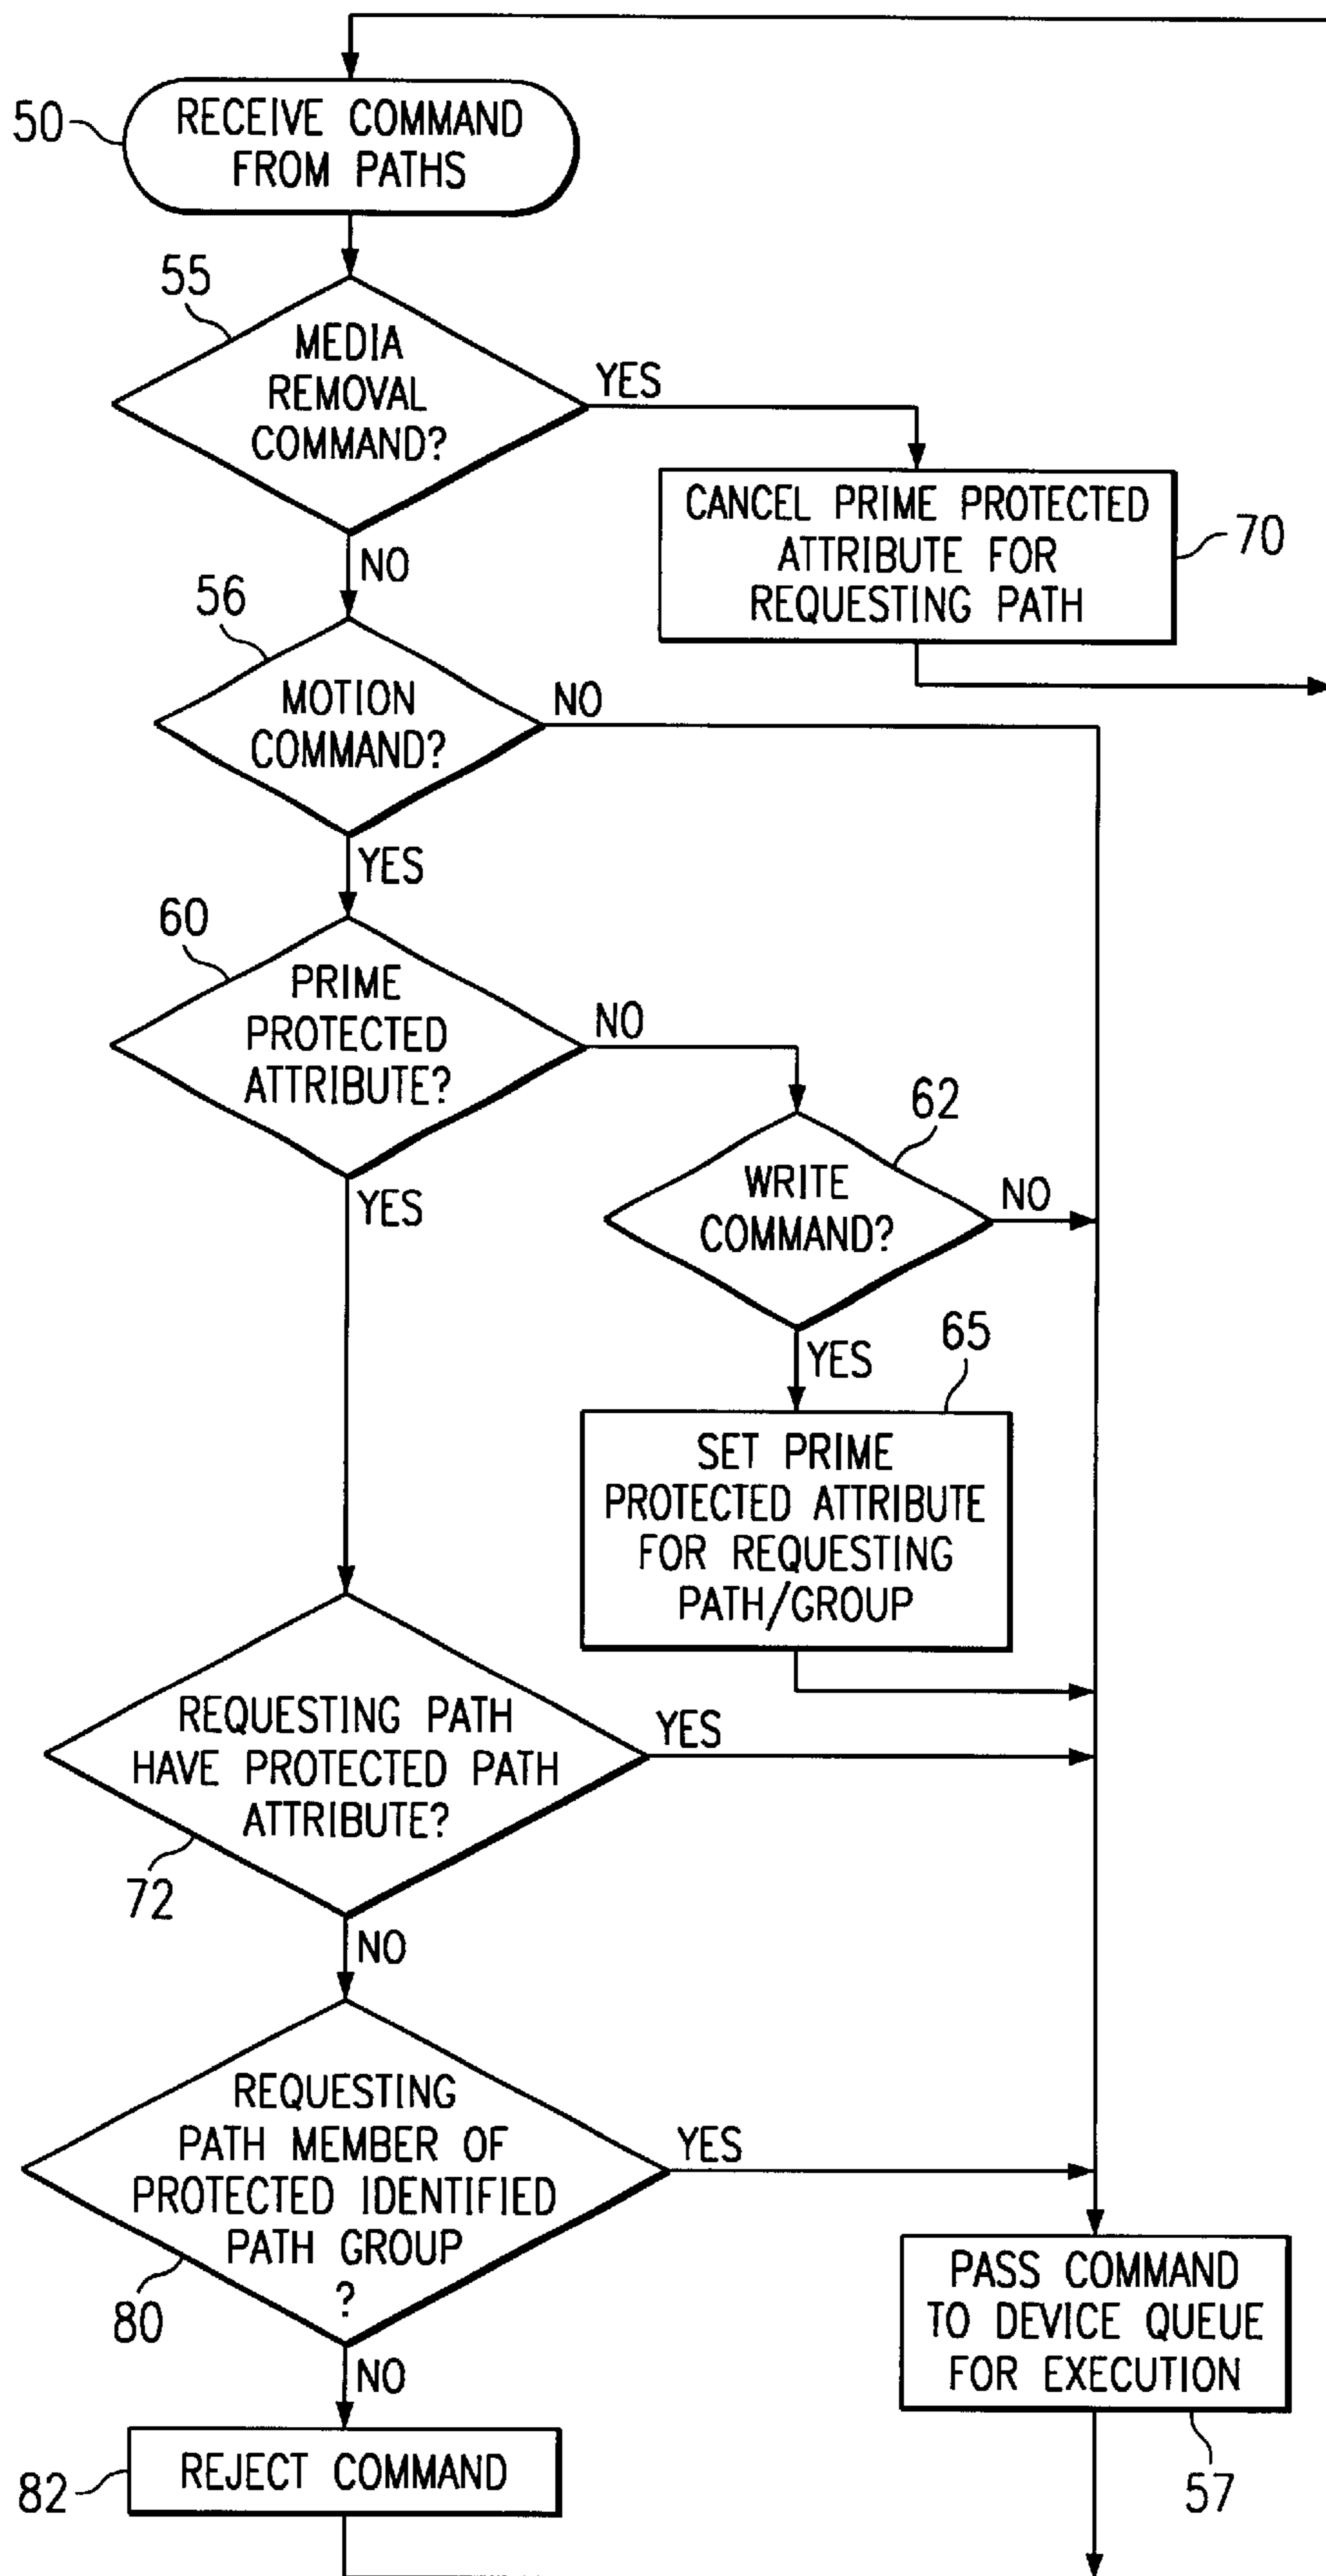 50
RECEIVE COMMAND
FROM PATHS
55
MEDIA
REMOVAL
COMMAND?
YES
CANCEL PRIME PROTECTED
ATTRIBUTE FOR
REQUESTING PATH
70
NO
56
MOTION
COMMAND?
NO
YES
60
PRIME
PROTECTED
ATTRIBUTE?
NO
62
WRITE
COMMAND?
NO
YES
YES
65
SET PRIME
PROTECTED ATTRIBUTE
FOR REQUESTING
PATH/GROUP
REQUESTING PATH
HAVE PROTECTED PATH
ATTRIBUTE?
YES
72
NO
REQUESTING
PATH MEMBER OF
PROTECTED IDENTIFIED
PATH GROUP
?
YES
80
NO
PASS COMMAND
TO DEVICE QUEUE
FOR EXECUTION
57
REJECT COMMAND
82